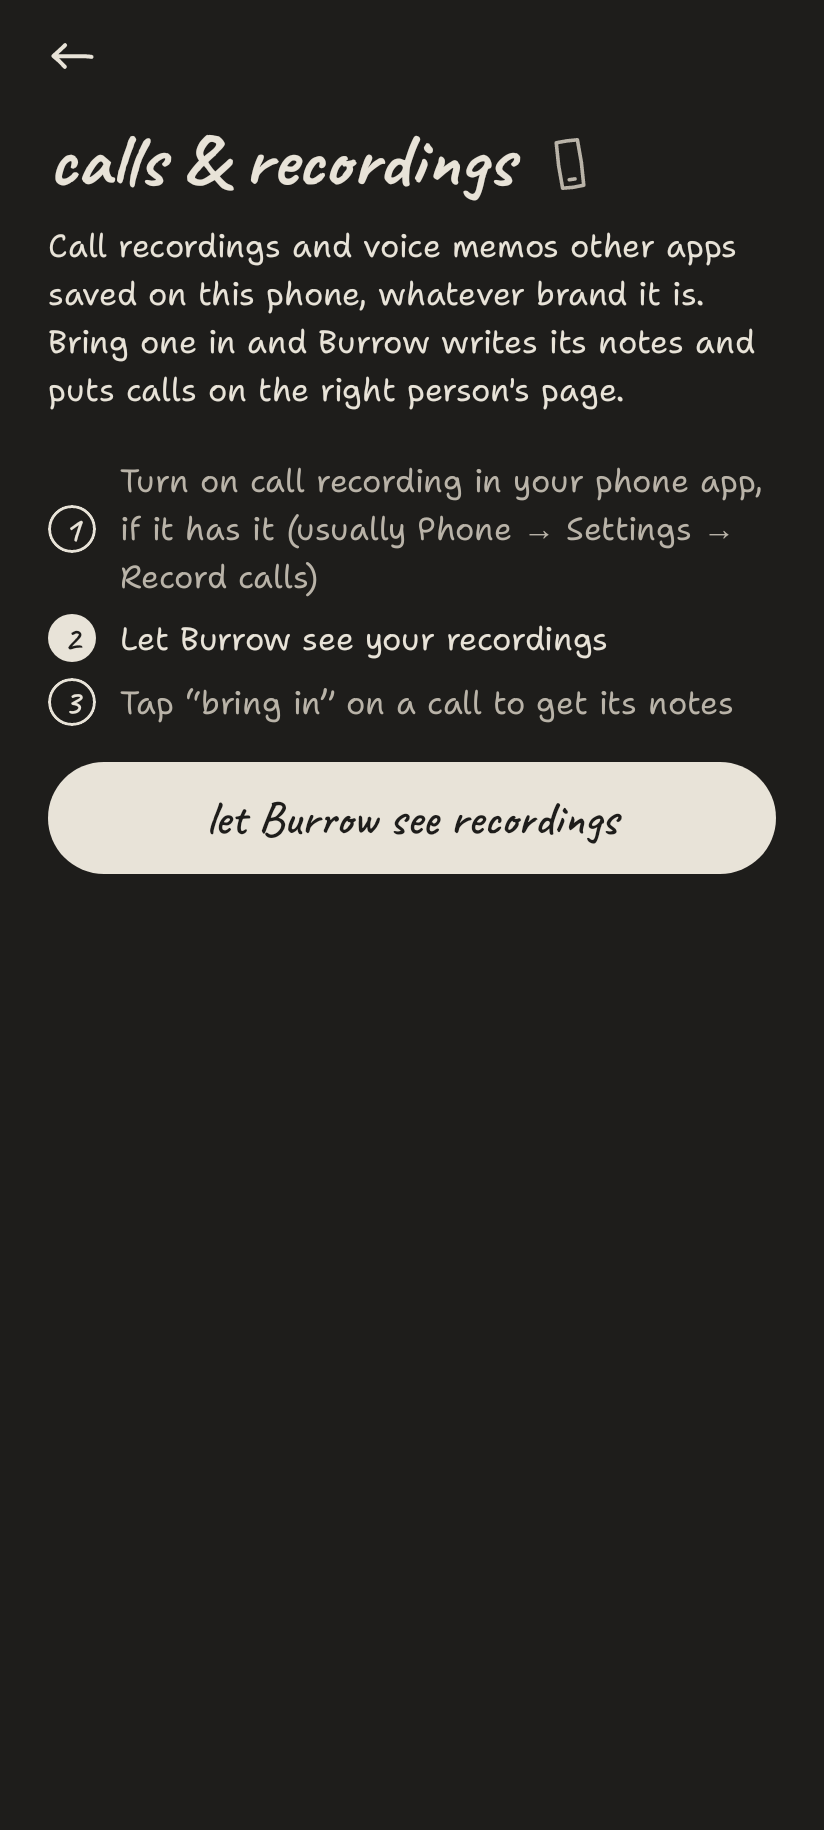 calls & recordings
Call recordings and voice memos other apps
saved on this phone, whatever brand it is.
Bring one in and Burrow writes its notes and
puts calls on the right person's page.
Turn on call recording in your phone app,
1 if it has it (usually Phone → Settings →
Record calls)
2 Let Burrow see your recordings
3 Tap “bring in” on a call to get its notes
let Burrow see recordings